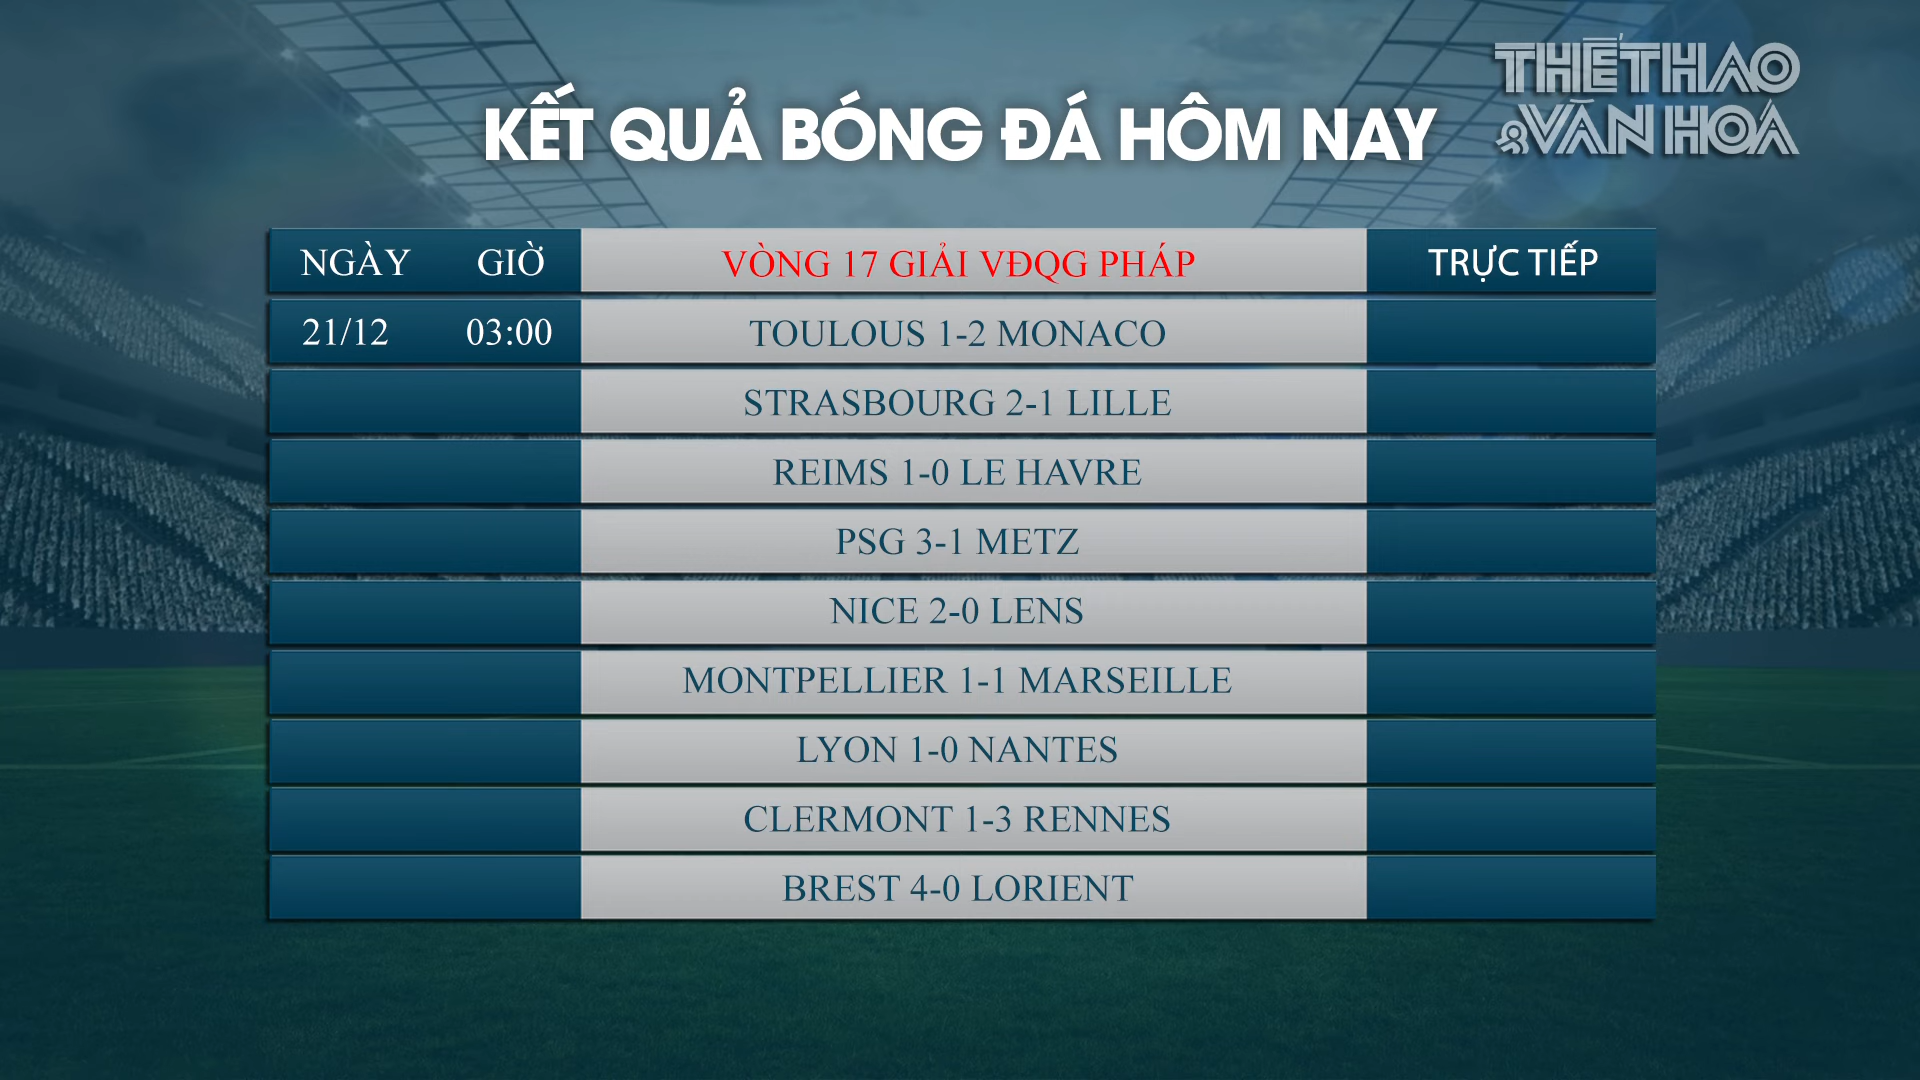 THỂ THAO
& VĂN HOÁ
KẾT QUẢ BÓNG ĐÁ HÔM NAY
NGÀY GIỜ VÒNG 17 GIẢI VĐQG PHÁP TRỰC TIẾP
21/12 03:00 TOULOUS 1-2 MONACO
STRASBOURG 2-1 LILLE
REIMS 1-0 LE HAVRE
PSG 3-1 METZ
NICE 2-0 LENS
MONTPELLIER 1-1 MARSEILLE
LYON 1-0 NANTES
CLERMONT 1-3 RENNES
BREST 4-0 LORIENT